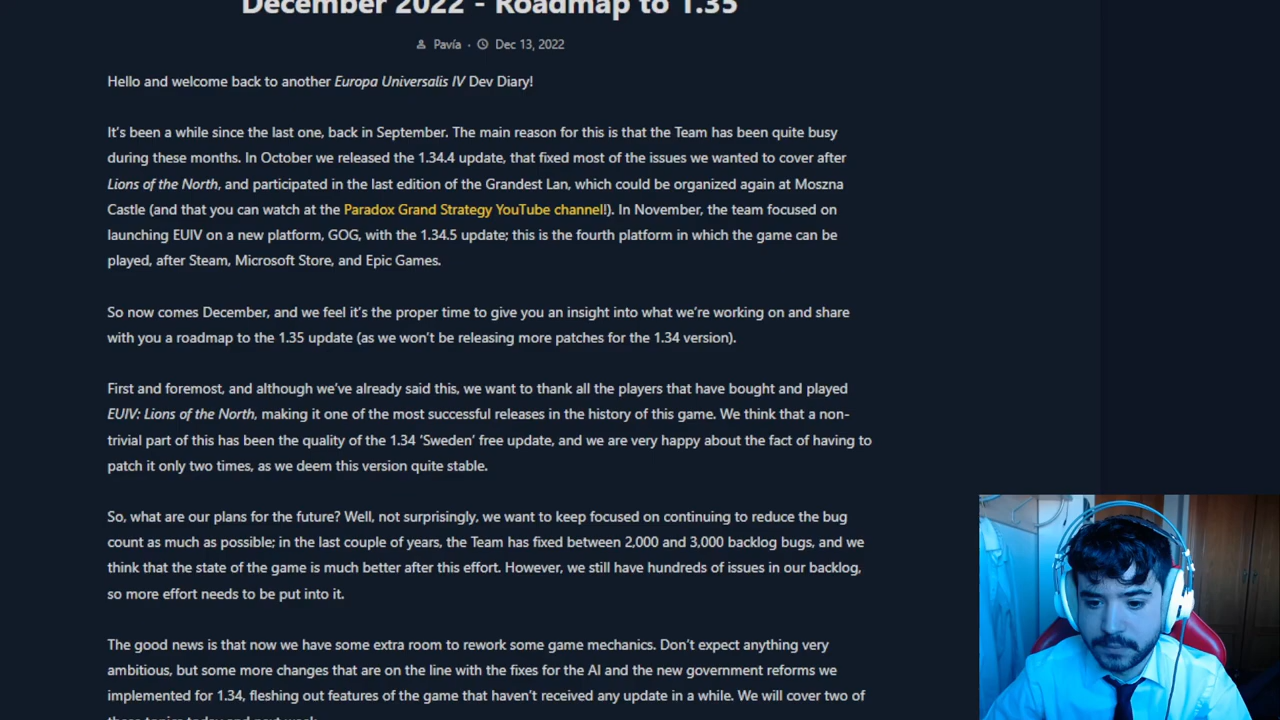 December 2022 - Roadmap to 1.35
Pavía · Dec 13, 2022
Hello and welcome back to another Europa Universalis IV Dev Diary!
It's been a while since the last one, back in September. The main reason for this is that the Team has been quite busy
during these months. In October we released the 1.34.4 update, that fixed most of the issues we wanted to cover after
Lions of the North, and participated in the last edition of the Grandest Lan, which could be organized again at Moszna
Castle (and that you can watch at the Paradox Grand Strategy YouTube channel!). In November, the team focused on
launching EUIV on a new platform, GOG, with the 1.34.5 update; this is the fourth platform in which the game can be
played, after Steam, Microsoft Store, and Epic Games.
So now comes December, and we feel it's the proper time to give you an insight into what we're working on and share
with you a roadmap to the 1.35 update (as we won't be releasing more patches for the 1.34 version).
First and foremost, and although we've already said this, we want to thank all the players that have bought and played
EUIV: Lions of the North, making it one of the most successful releases in the history of this game. We think that a non-
trivial part of this has been the quality of the 1.34 'Sweden' free update, and we are very happy about the fact of having to
patch it only two times, as we deem this version quite stable.
So, what are our plans for the future? Well, not surprisingly, we want to keep focused on continuing to reduce the bug
count as much as possible; in the last couple of years, the Team has fixed between 2,000 and 3,000 backlog bugs, and we
think that the state of the game is much better after this effort. However, we still have hundreds of issues in our backlog,
so more effort needs to be put into it.
The good news is that now we have some extra room to rework some game mechanics. Don't expect anything very
ambitious, but some more changes that are on the line with the fixes for the AI and the new government reforms we
implemented for 1.34, fleshing out features of the game that haven't received any update in a while. We will cover two of
these topics today and next week.